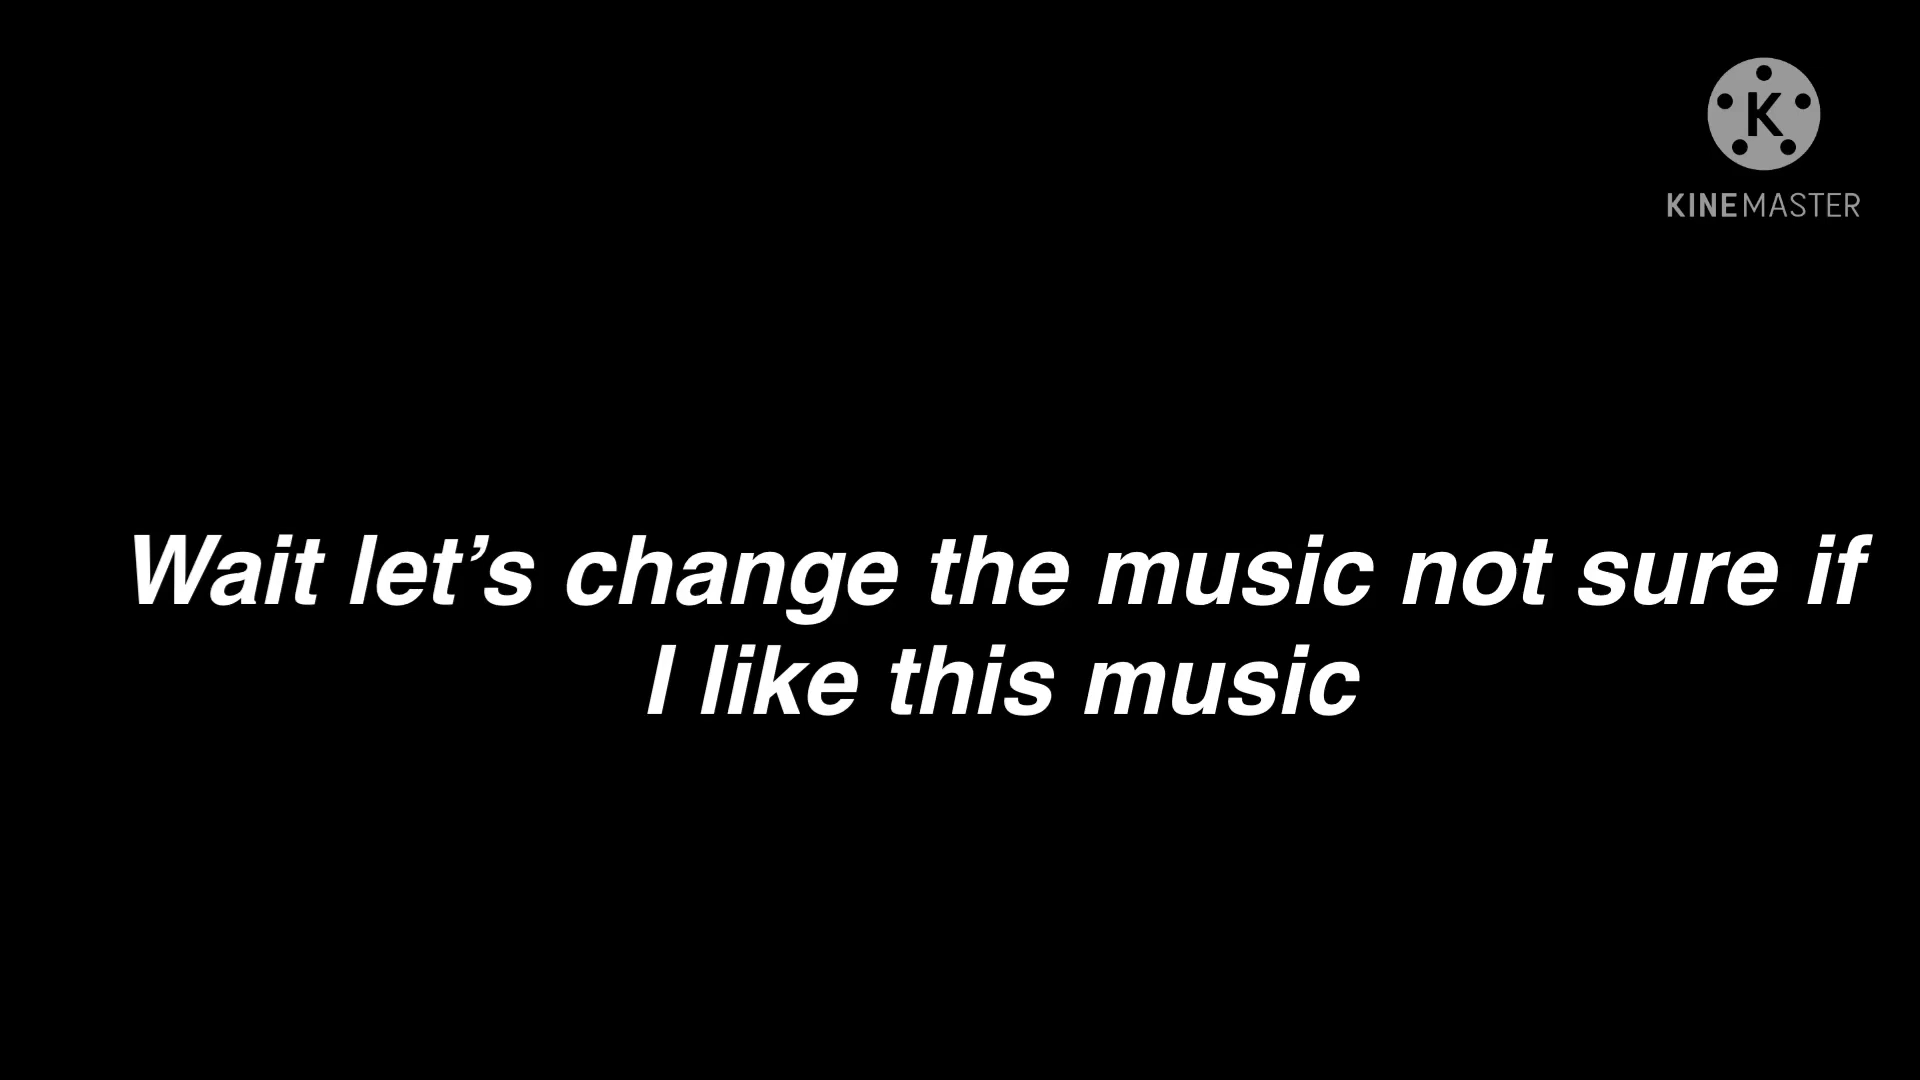 K
KINEMASTER
Wait let’s change the music not sure if
I like this music